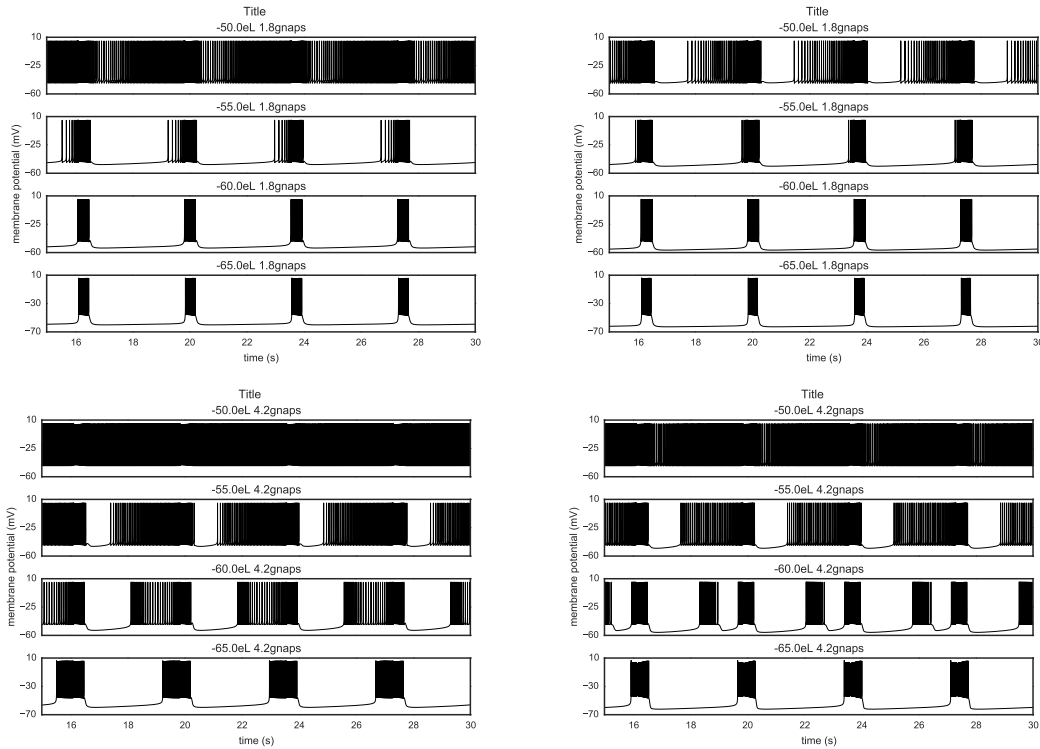 Title
-50.0eL 1.8gnaps
10
−25
−60
-55.0eL 1.8gnaps
10
−25
−60
-60.0eL 1.8gnaps
10
−25
−60
-65.0eL 1.8gnaps
10
−30
−70
16 18 20 22 24 26 28 30
time (s)
membrane potential (mV)
Title
-50.0eL 1.8gnaps
10
−25
−60
-55.0eL 1.8gnaps
10
−25
−60
-60.0eL 1.8gnaps
10
−25
−60
-65.0eL 1.8gnaps
10
−30
−70
16 18 20 22 24 26 28 30
time (s)
membrane potential (mV)
Title
-50.0eL 4.2gnaps
10
−25
−60
-55.0eL 4.2gnaps
10
−25
−60
-60.0eL 4.2gnaps
10
−25
−60
-65.0eL 4.2gnaps
10
−30
−70
16 18 20 22 24 26 28 30
time (s)
membrane potential (mV)
Title
-50.0eL 4.2gnaps
10
−25
−60
-55.0eL 4.2gnaps
10
−25
−60
-60.0eL 4.2gnaps
10
−25
−60
-65.0eL 4.2gnaps
10
−30
−70
16 18 20 22 24 26 28 30
time (s)
membrane potential (mV)